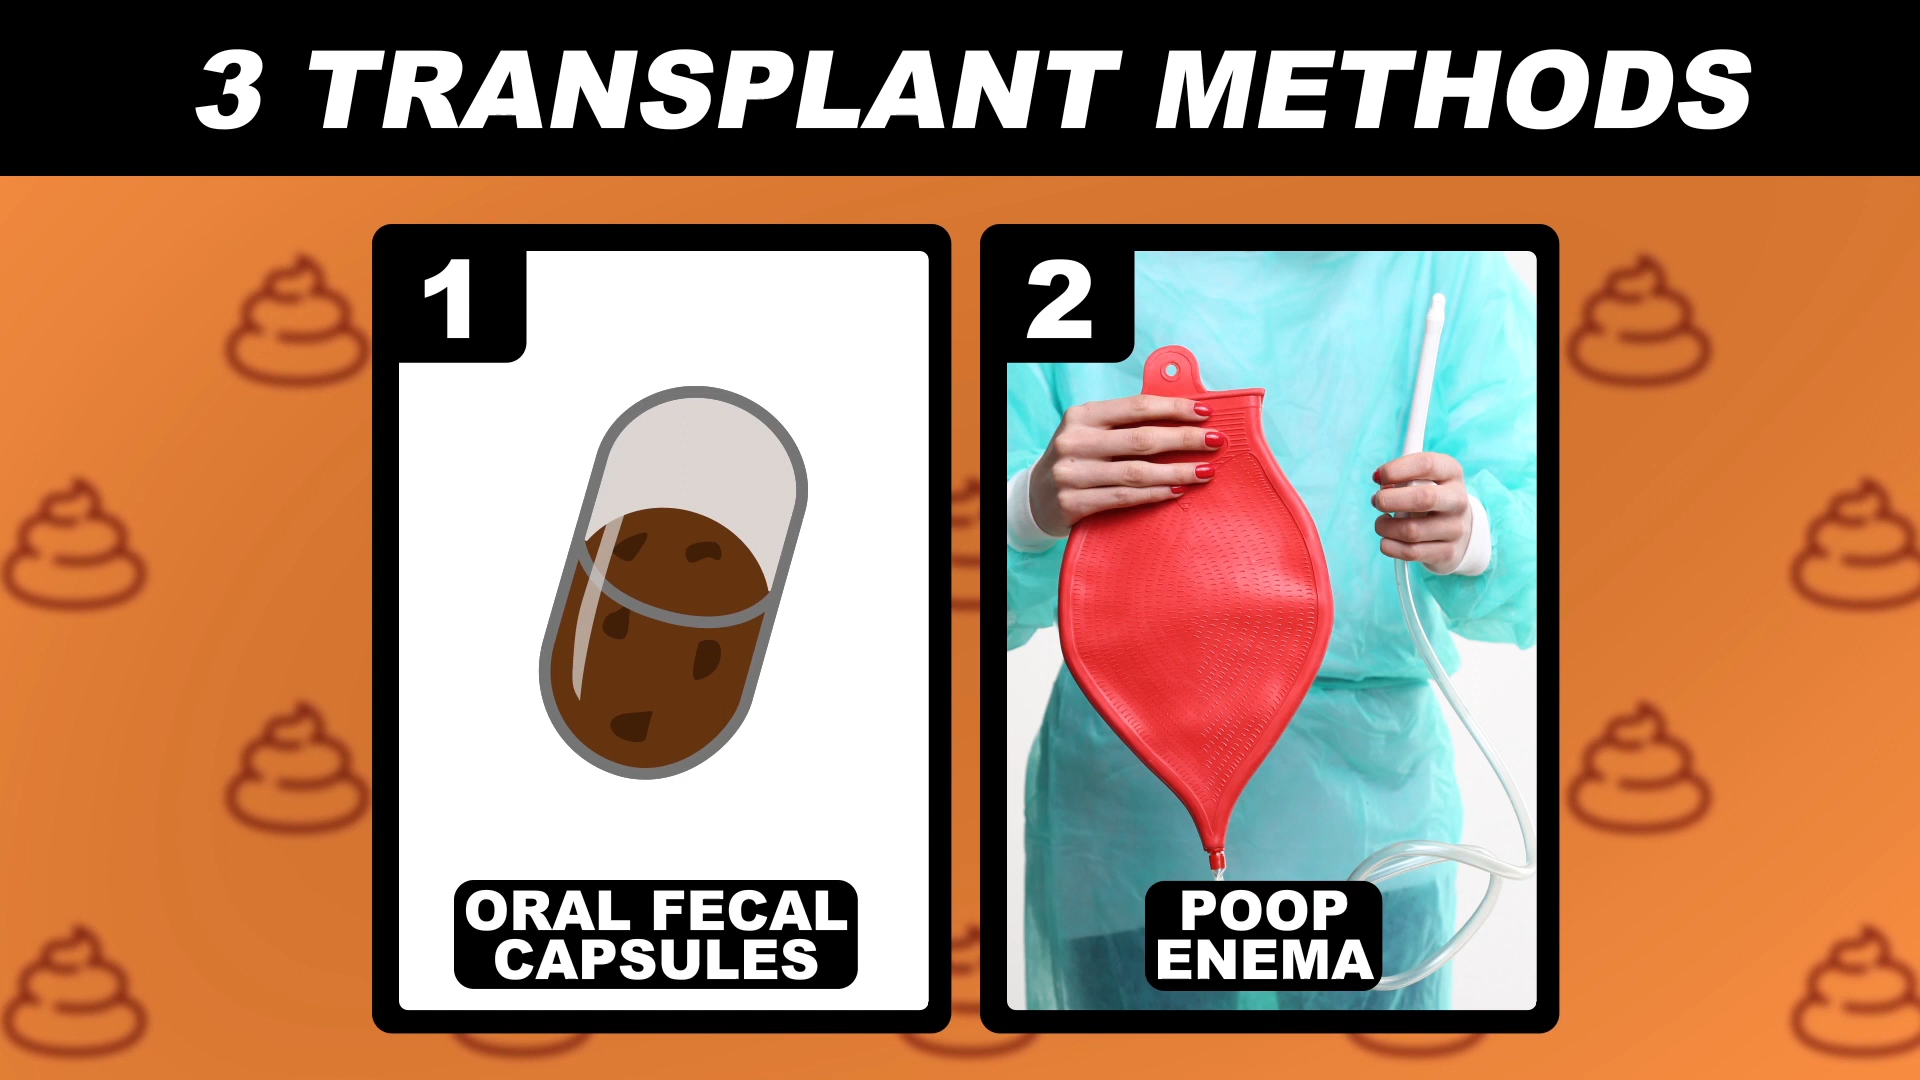 3 TRANSPLANT METHODS
1
ORAL FECAL
CAPSULES
2
POOP
ENEMA